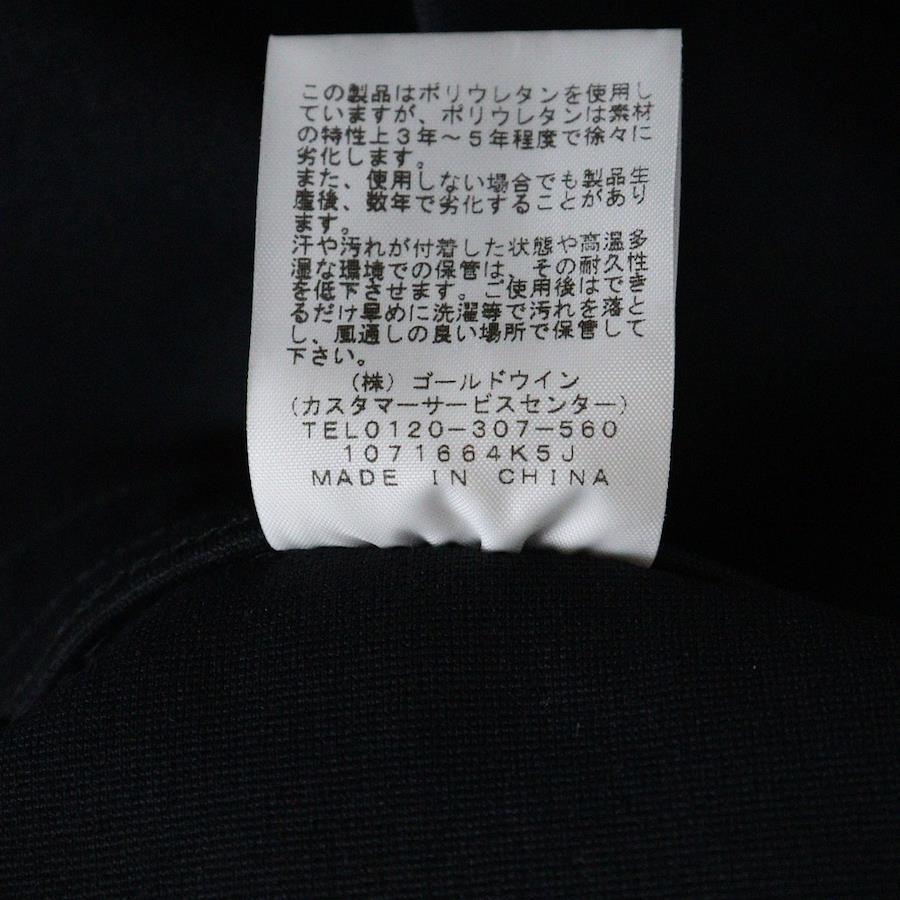 この製品はポリウレタンを使用し
ていますが、ポリウレタンは素材
の特性上3年～5年程度で徐々に
劣化します。
また、使用しない場合でも製品生
産後、数年で劣化することがあり
ます。
汗や汚れが付着した状態や高温多
湿な環境での保管は、その耐久性
を低下させます。ご使用後はでき
るだけ早めに洗濯等で汚れを落と
し、風通しの良い場所で保管して
下さい。
(株)ゴールドウイン
(カスタマーサービスセンター)
TEL0120-307-560
1071664K5J
MADE IN CHINA